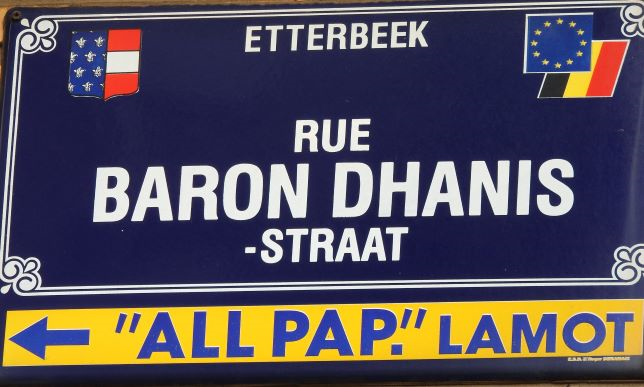 ETTERBEEK
RUE
BARON DHANIS
-STRAAT
"ALL PAP." LAMOT